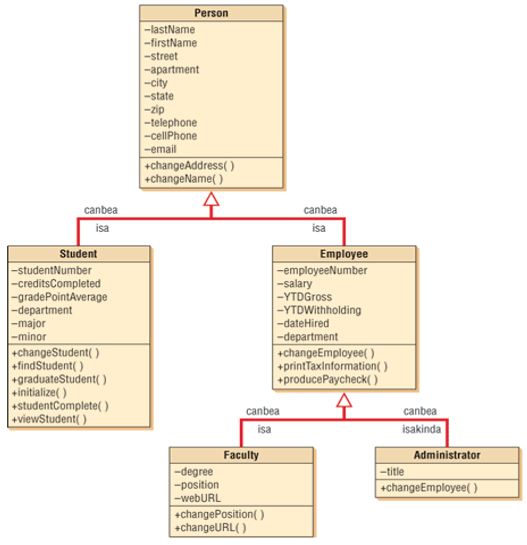 Person
–lastName
–firstName
–street
–apartment
–city
–state
–zip
–telephone
–cellPhone
–email
+changeAddress( )
+changeName( )
canbea
canbea
isa
isa
Student
–studentNumber
–creditsCompleted
–gradePointAverage
–department
–major
–minor
+changeStudent( )
+findStudent( )
+graduateStudent( )
+initialize( )
+studentComplete( )
+viewStudent( )
Employee
–employeeNumber
–salary
–YTDGross
–YTDWithholding
–dateHired
–department
+changeEmployee( )
+printTaxInformation( )
+producePaycheck( )
canbea
canbea
isa
isakinda
Faculty
–degree
–position
–webURL
+changePosition( )
+changeURL( )
Administrator
–title
+changeEmployee( )